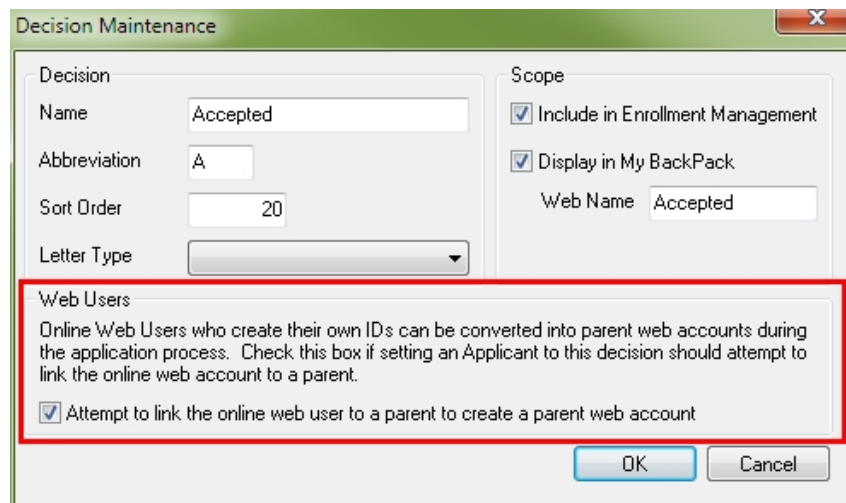 Decision Maintenance
x
Decision
Name Accepted
Abbreviation A
Sort Order 20
Letter Type
Scope
Include in Enrollment Management
Display in My BackPack
Web Name Accepted
Web Users
Online Web Users who create their own IDs can be converted into parent web accounts during
the application process.  Check this box if setting an Applicant to this decision should attempt to
link the online web account to a parent.
Attempt to link the online web user to a parent to create a parent web account
OK Cancel